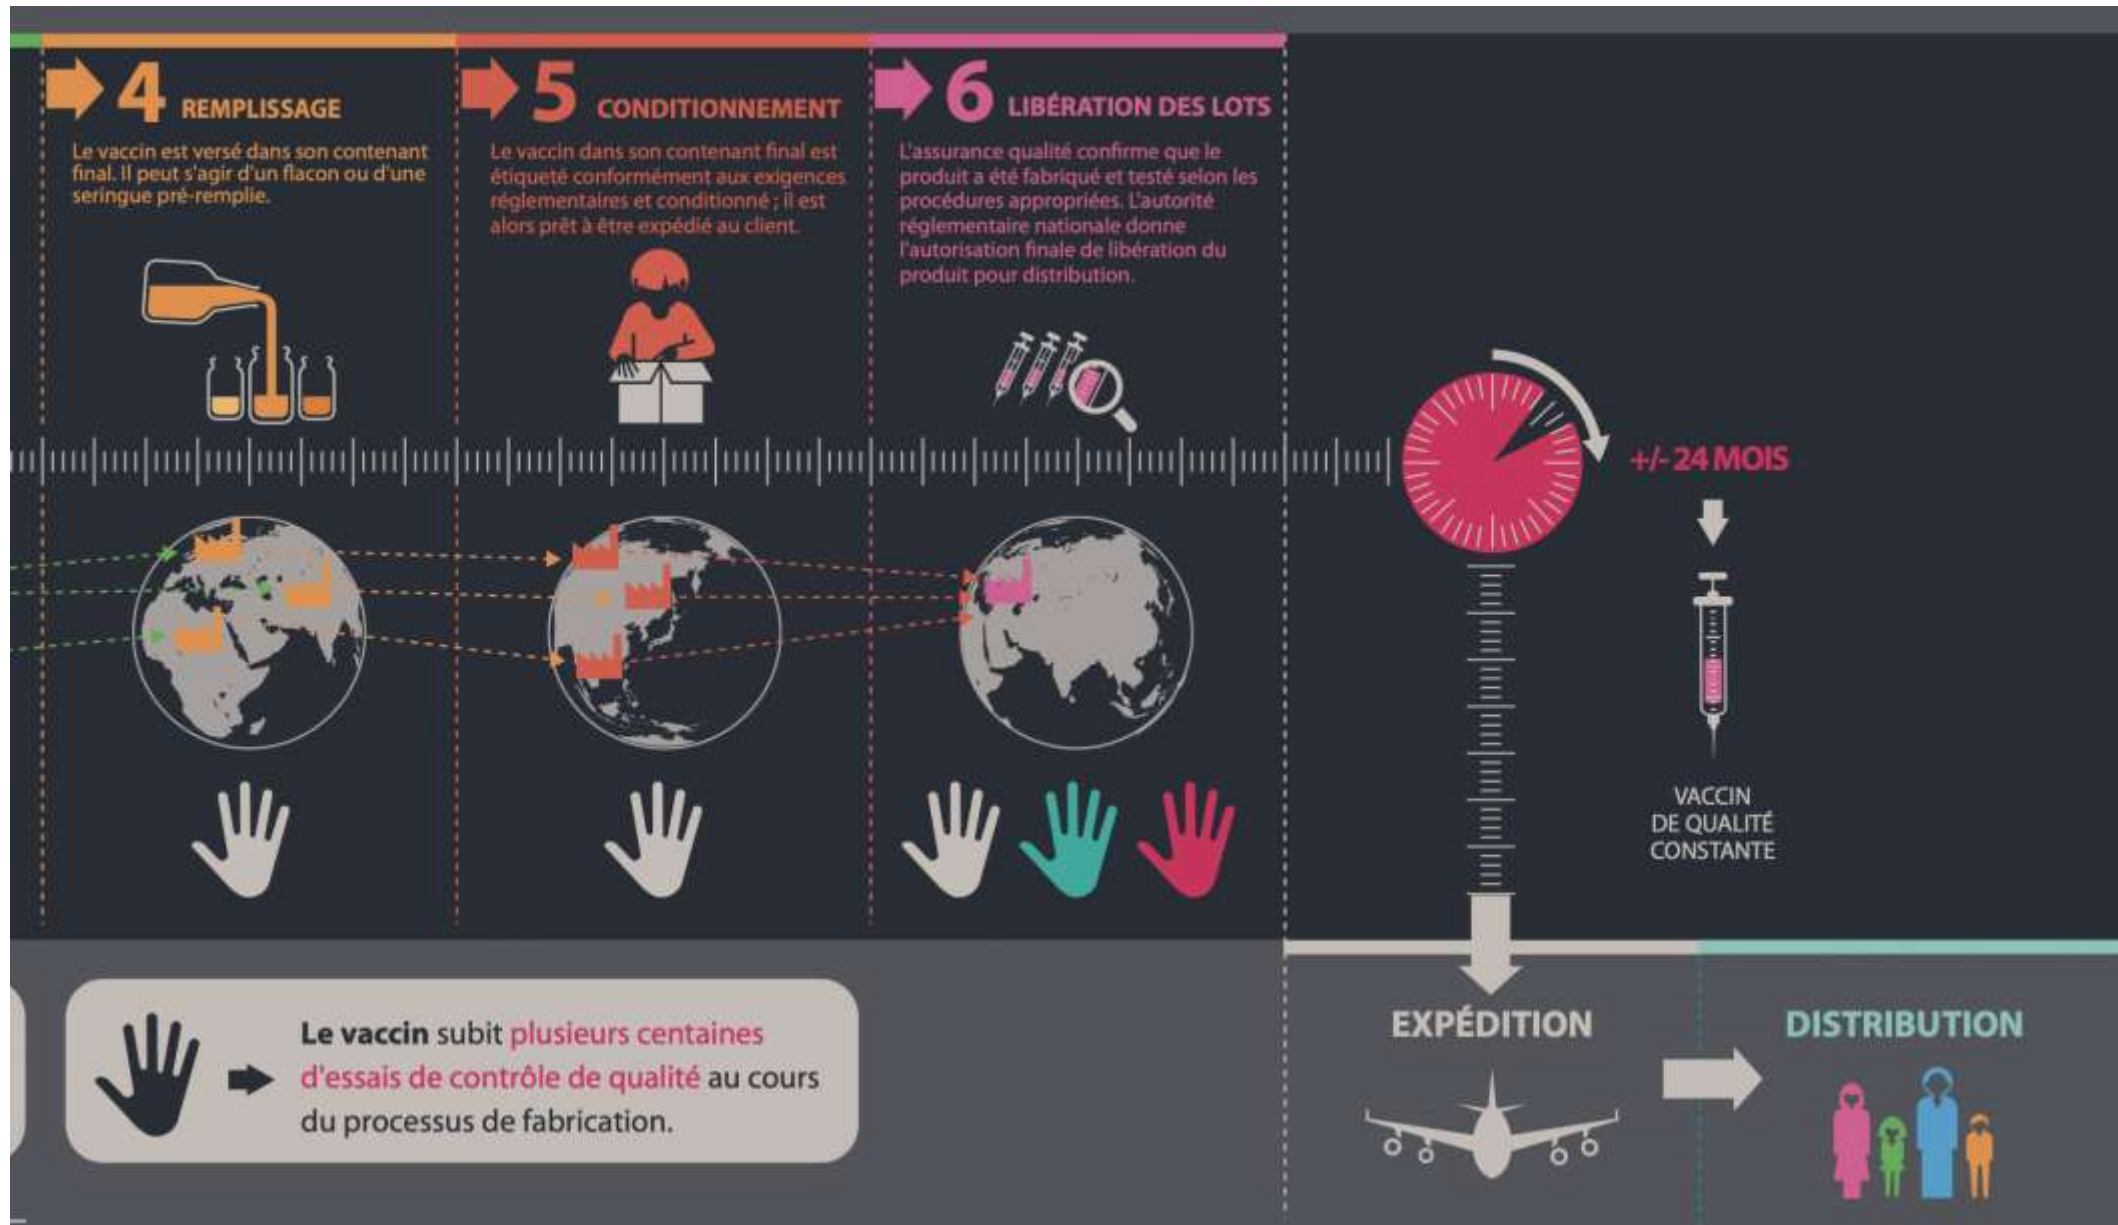 4 REMPLISSAGE
Le vaccin est versé dans son contenant
final. Il peut s'agir d'un flacon ou d'une
seringue pré-remplie.
5 CONDITIONNEMENT
Le vaccin dans son contenant final est
étiqueté conformément aux exigences
réglementaires et conditionné ; il est
alors prêt à être expédié au client.
6 LIBÉRATION DES LOTS
L'assurance qualité confirme que le
produit a été fabriqué et testé selon les
procédures appropriées. L'autorité
réglementaire nationale donne
l'autorisation finale de libération du
produit pour distribution.
+/- 24 MOIS
VACCIN
DE QUALITÉ
CONSTANTE
Le vaccin subit plusieurs centaines
d'essais de contrôle de qualité au cours
du processus de fabrication.
EXPÉDITION
DISTRIBUTION